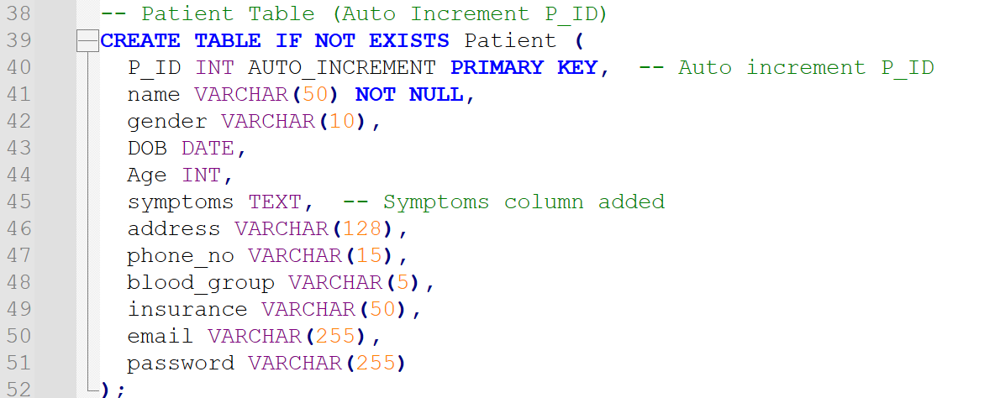 38 -- Patient Table (Auto Increment P_ID)
39 CREATE TABLE IF NOT EXISTS Patient (
40 P_ID INT AUTO_INCREMENT PRIMARY KEY,  -- Auto increment P_ID
41 name VARCHAR(50) NOT NULL,
42 gender VARCHAR(10),
43 DOB DATE,
44 Age INT,
45 symptoms TEXT,  -- Symptoms column added
46 address VARCHAR(128),
47 phone_no VARCHAR(15),
48 blood_group VARCHAR(5),
49 insurance VARCHAR(50),
50 email VARCHAR(255),
51 password VARCHAR(255)
52 );